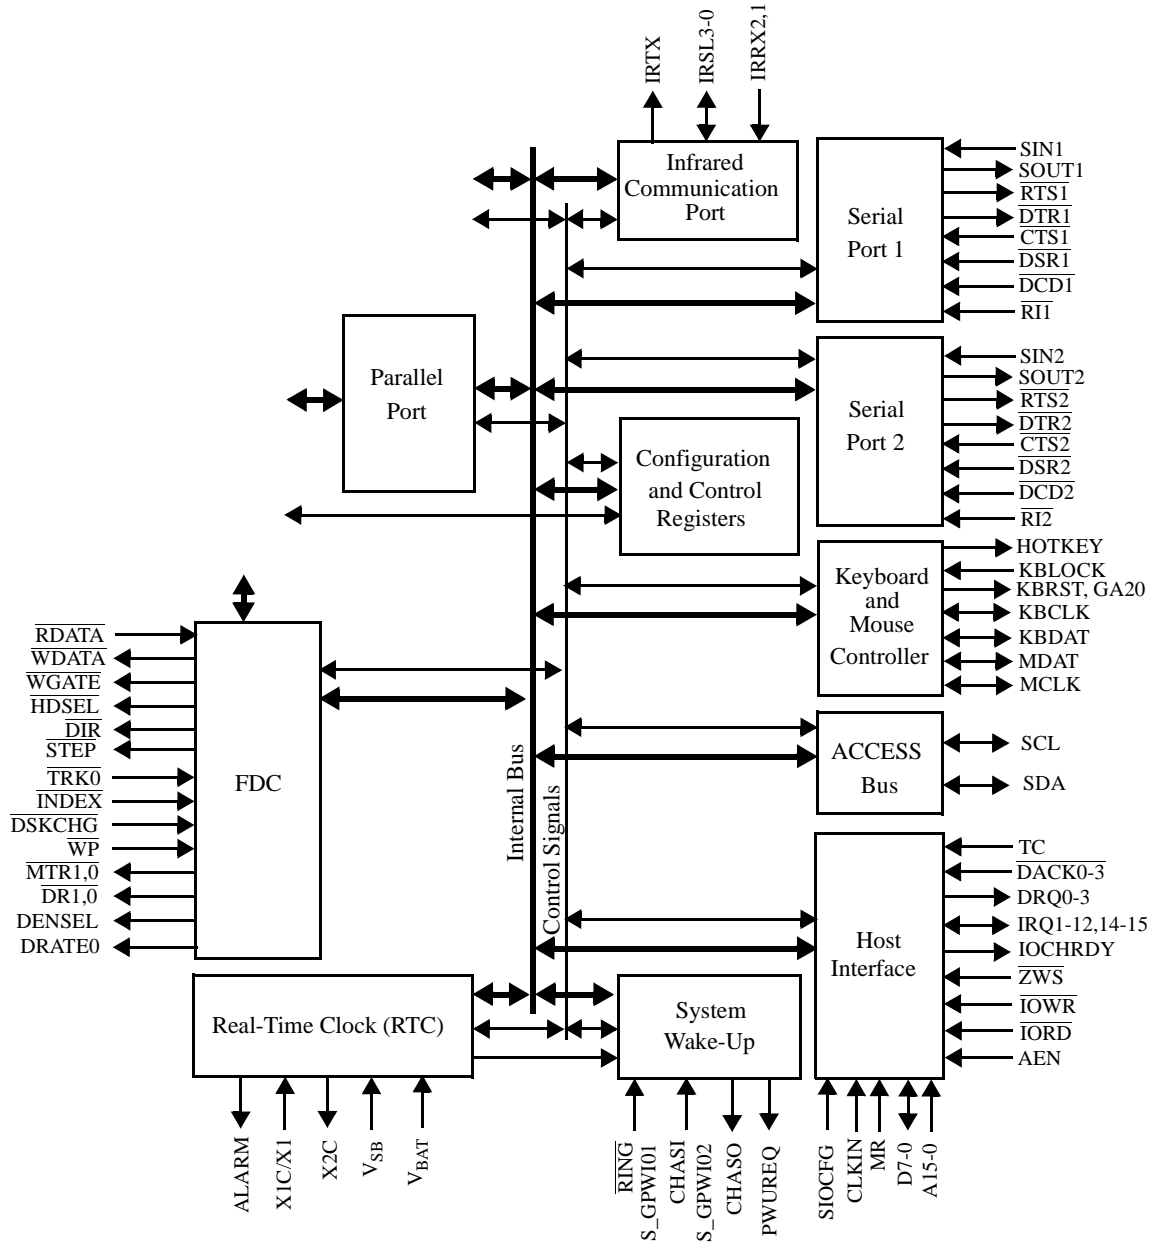 IRTX
IRSL3-0
IRRX2,1
Infrared
Communication
Port
Serial
Port 1
SIN1
SOUT1
RTS1
DTR1
CTS1
DSR1
DCD1
RI1
Parallel
Port
Serial
Port 2
SIN2
SOUT2
RTS2
DTR2
CTS2
DSR2
DCD2
RI2
Configuration
and Control
Registers
Keyboard
and
Mouse
Controller
HOTKEY
KBLOCK
KBRST, GA20
KBCLK
KBDAT
MDAT
MCLK
RDATA
WDATA
WGATE
HDSEL
DIR
STEP
TRK0
INDEX
DSKCHG
WP
MTR1,0
DR1,0
DENSEL
DRATE0
FDC
Internal Bus
Control Signals
ACCESS
Bus
SCL
SDA
Host
Interface
TC
DACK0-3
DRQ0-3
IRQ1-12,14-15
IOCHRDY
ZWS
IOWR
IORD
AEN
Real-Time Clock (RTC)
System
Wake-Up
ALARM
X1C/X1
X2C
VSB
VBAT
RING
S_GPWI01
CHASI
S_GPWI02
CHASO
PWUREQ
SIOCFG
CLKIN
MR
D7-0
A15-0